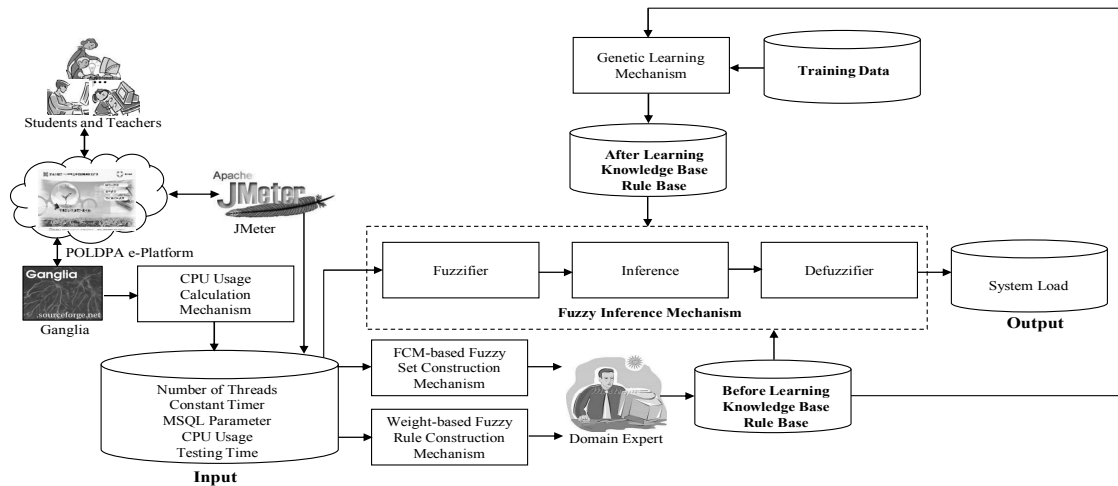 Genetic Learning
Mechanism
Training Data
Students and Teachers
After Learning
Knowledge Base
Rule Base
Apache
JMeter
JMeter
POLDPA e-Platform
Ganglia
.sourceforge.net
Ganglia
CPU Usage
Calculation
Mechanism
Fuzzifier
Inference
Defuzzifier
Fuzzy Inference Mechanism
System Load
Output
Number of Threads
Constant Timer
MSQL Parameter
CPU Usage
Testing Time
Input
FCM-based Fuzzy
Set Construction
Mechanism
Weight-based Fuzzy
Rule Construction
Mechanism
Domain Expert
Before Learning
Knowledge Base
Rule Base